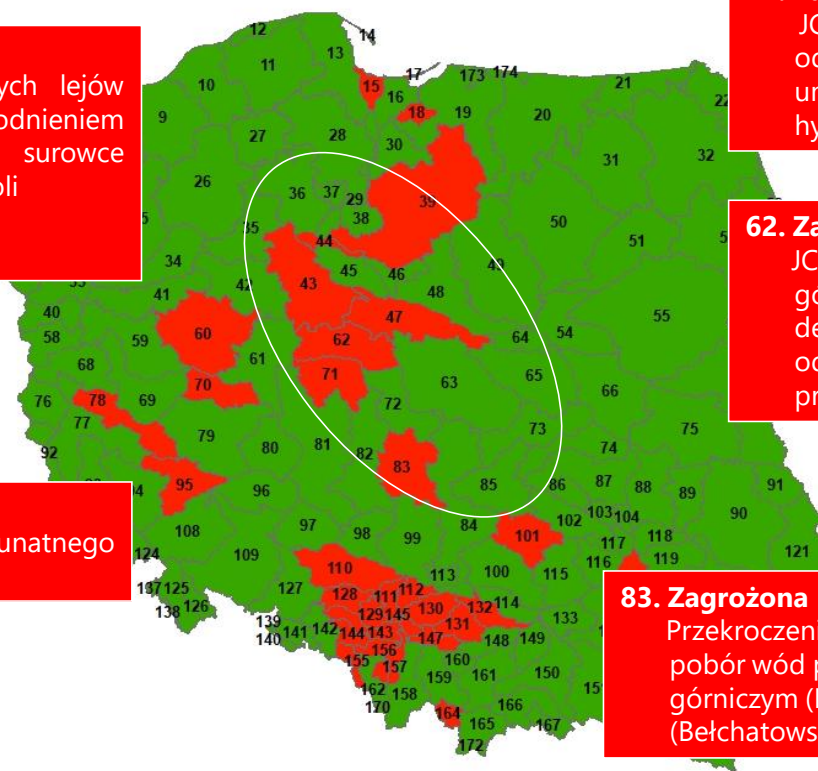 ych lejów
odnieniem
surowce
oli
JC
hy
62. Za
JC
gó
de
pr
unatnego
83. Zagrożona
Przekroczeni
pobór wód p
górniczym (
(Bełchatows
12 14
11 13
10 15 16 17 173 174 21
9 18 19 20 22
27 28 30 31 32
26 36 37 29 38 39 50
35 44 51
34 43 45 46 48 49
41 42 47 55
40 60 62 64 54
58 59 61
68 70 71 63 65 66
76 78 69 72
77 79 73 75
92 80 81 82 83 74
95 96 85 86 87 88 89 91
108 97 98 99 84 101 102 103 104 90
124 109 110 117 118 121
113 100 115 116 119
137 125 127 128 111 112
138 126 129 145 130 132 114 133
139 141 142 144 143 131
140 156 147 148 149
155 157 160
162 158 159 161 150
170 164 166
165 167
172